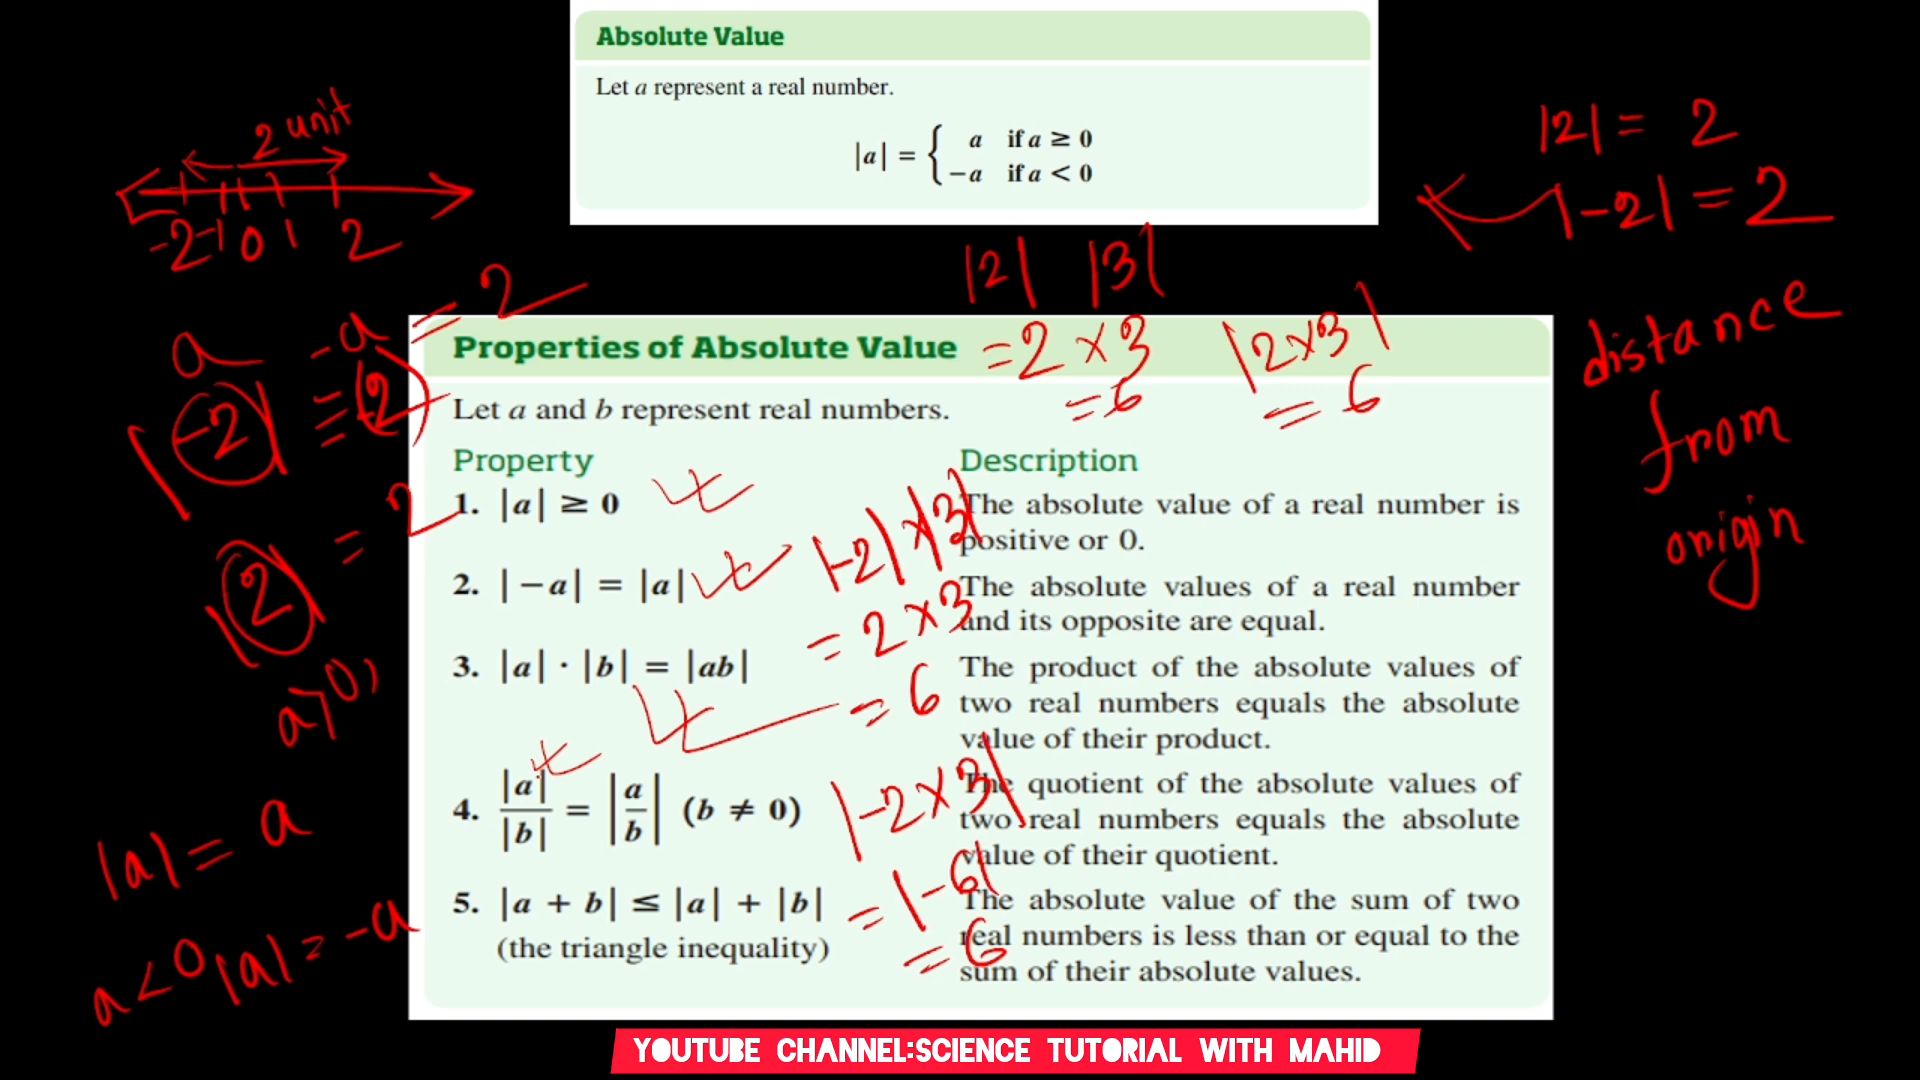 Absolute Value
Let a represent a real number.
|a| = { a if a ≥ 0
−a if a < 0
2 unit
-2 -1 0 1 2
|2| = 2
|-2| = 2
distance
from
origin
a -a = 2
|-2| = (-2)
= 2
|2| = 2
a>0,
|a| = a
a<0 |a| = -a
|2| |3|
= 2×3
= 6
|2×3|
= 6
Properties of Absolute Value
Let a and b represent real numbers.
Property Description
1. |a| ≥ 0 The absolute value of a real number is
positive or 0.
2. |−a| = |a| The absolute values of a real number
and its opposite are equal.
3. |a| · |b| = |ab| The product of the absolute values of
two real numbers equals the absolute
value of their product.
4. |a|/|b| = |a/b| (b ≠ 0) The quotient of the absolute values of
two real numbers equals the absolute
value of their quotient.
5. |a + b| ≤ |a| + |b| The absolute value of the sum of two
(the triangle inequality) real numbers is less than or equal to the
sum of their absolute values.
|-2|×|3|
= 2×3
= 6
|-2×3|
= |-6|
= 6
YOUTUBE CHANNEL:SCIENCE TUTORIAL WITH MAHID